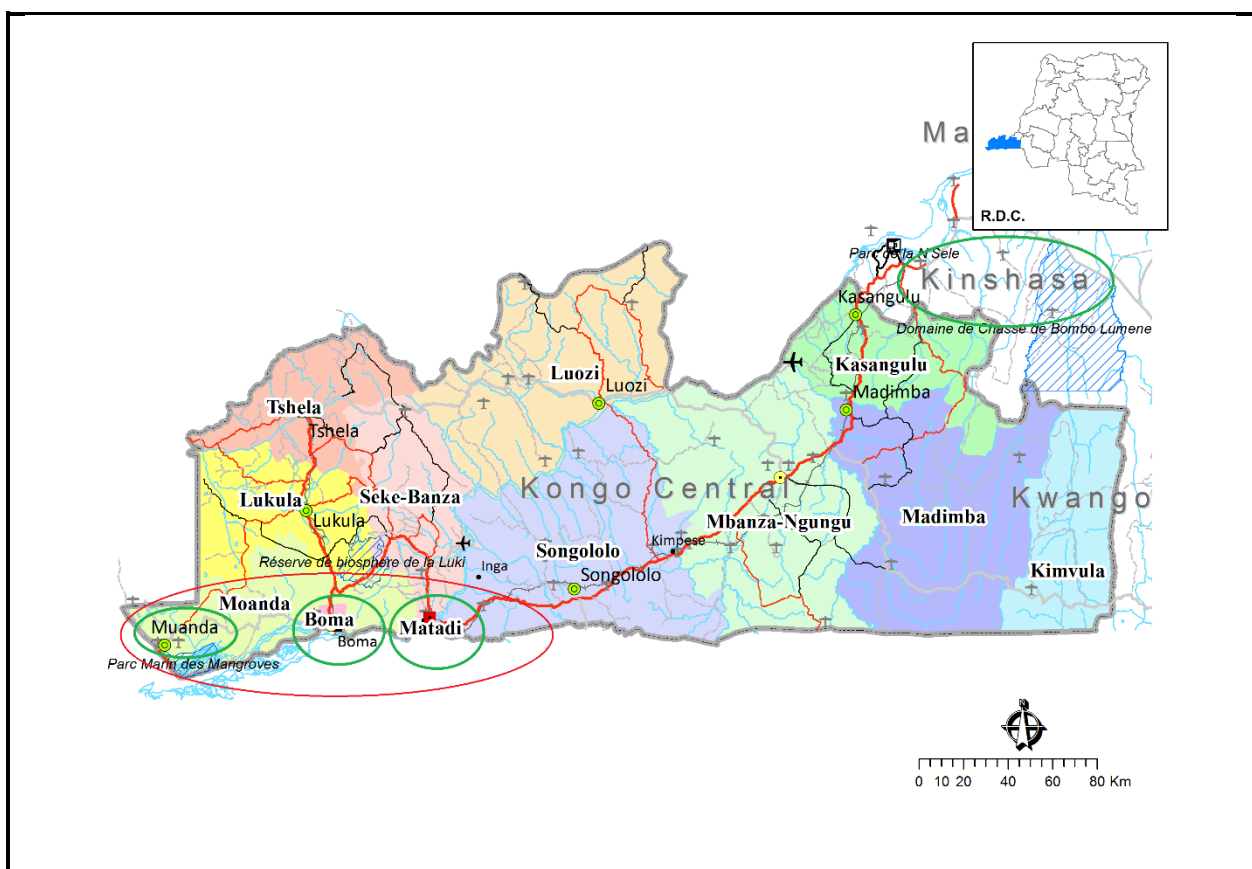 Ma
R.D.C.
Parc de la N Sele
Kinshasa
Kasangulu
Domaine de Chasse de Bombo Lumene
Luozi
Kasangulu
Luozi
Madimba
Tshela
Tshela
Lukula
Sèke-Banza
Kongo Central
Kwango
Lukula
Mbanza-Ngungu
Madimba
Songololo
Kimpese
Réserve de biosphère de la Luki
Inga
Songololo
Kimvula
Moanda
Boma
Matadi
Muanda
Boma
Parc Marin des Mangroves
0 10 20 40 60 80 Km